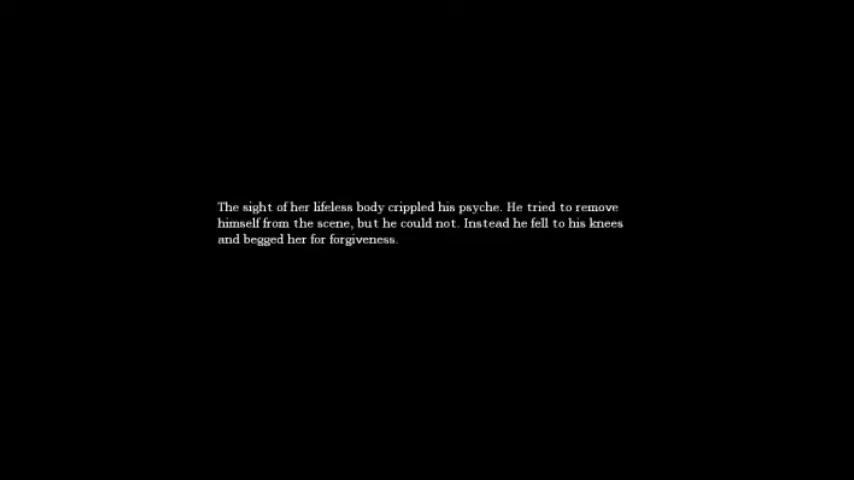 The sight of her lifeless body crippled his psyche. He tried to remove
himself from the scene, but he could not. Instead he fell to his knees
and begged her for forgiveness.